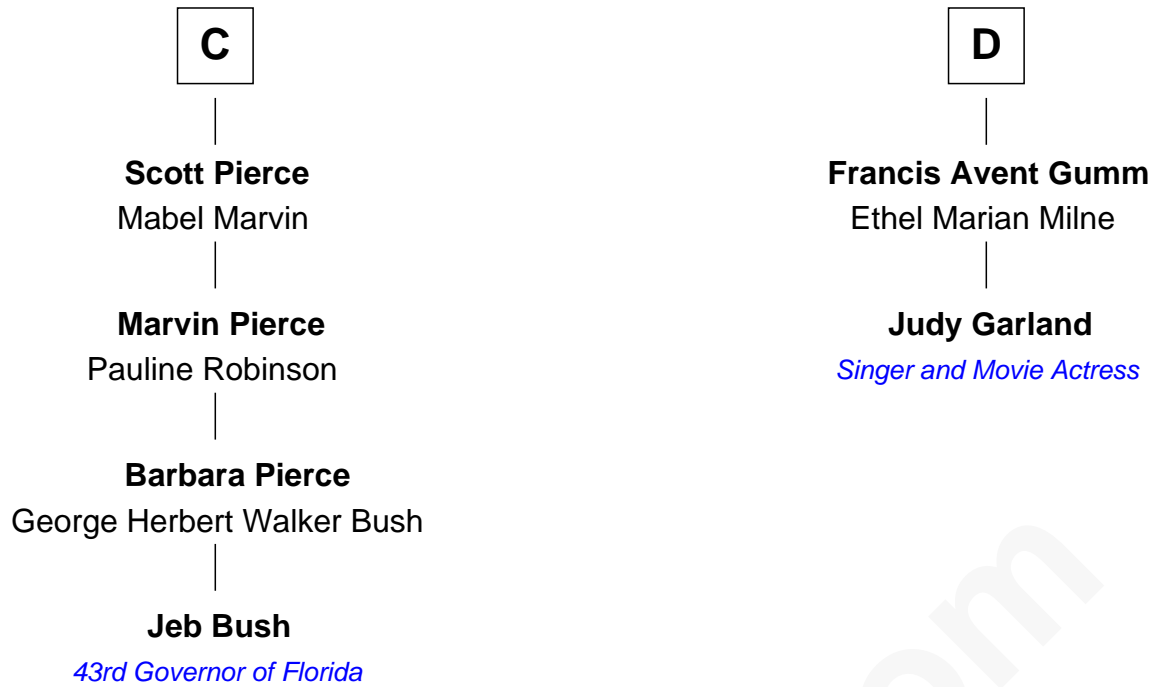 C
Scott Pierce
Mabel Marvin
Marvin Pierce
Pauline Robinson
Barbara Pierce
George Herbert Walker Bush
Jeb Bush
43rd Governor of Florida
D
Francis Avent Gumm
Ethel Marian Milne
Judy Garland
Singer and Movie Actress
om